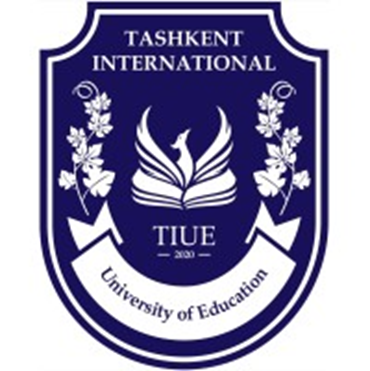 TASHKENT
INTERNATIONAL
TIUE
— 2020 —
University of Education